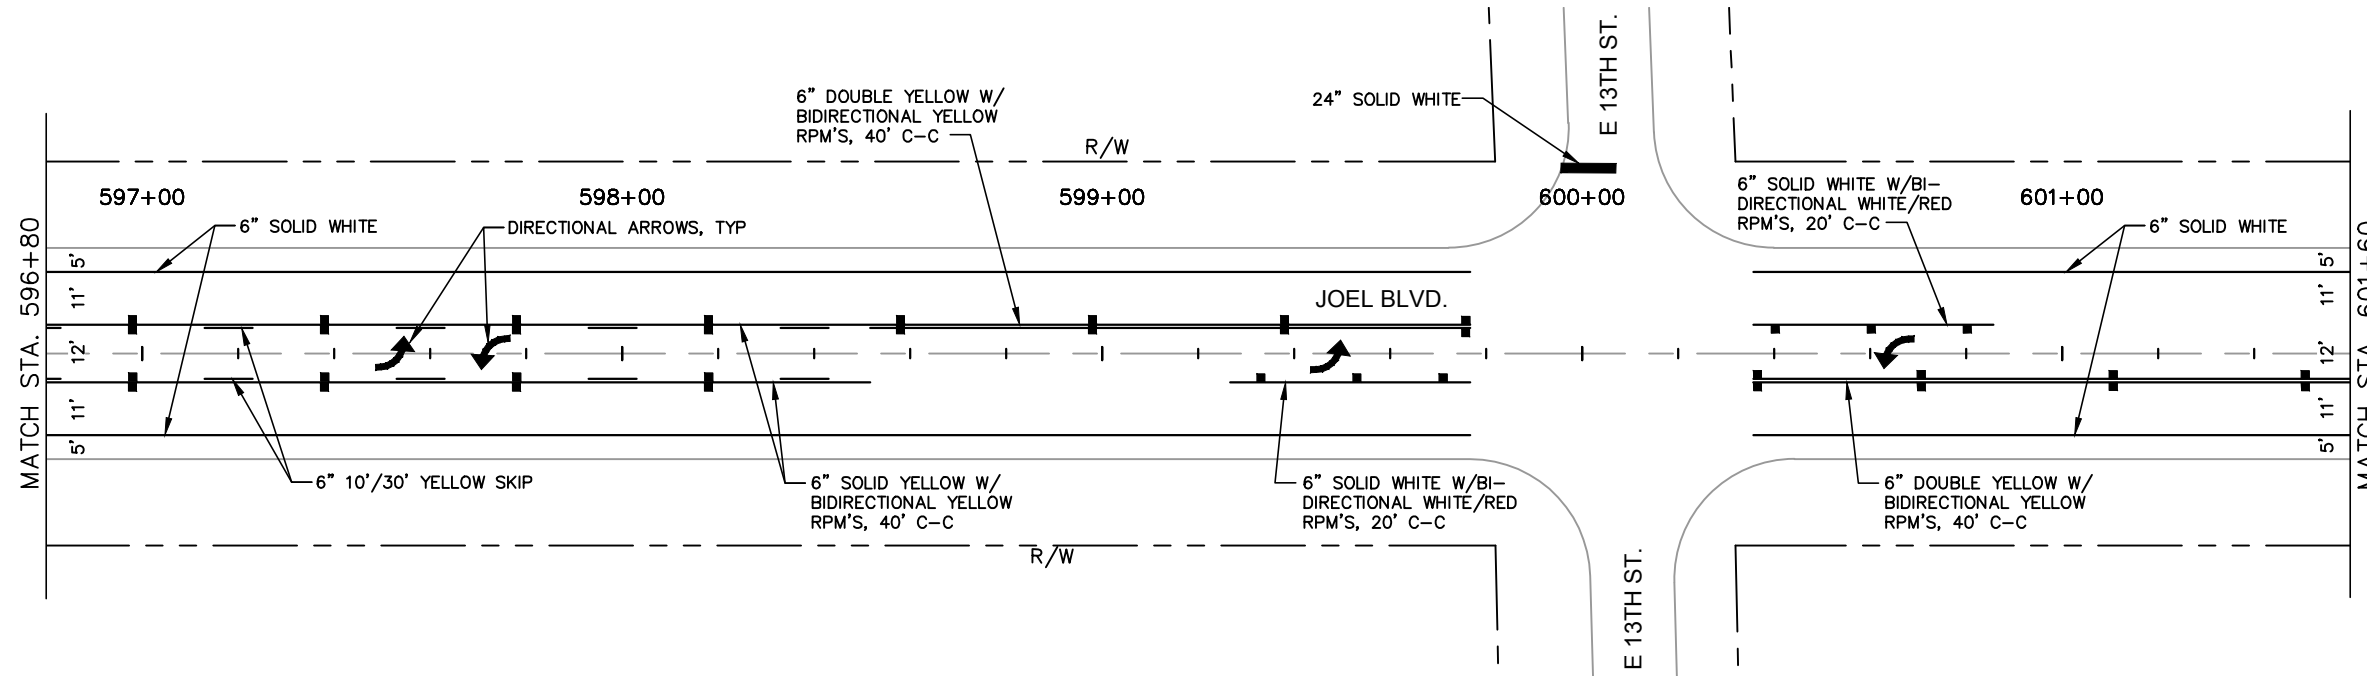 E 13TH ST.
6" DOUBLE YELLOW W/
BIDIRECTIONAL YELLOW
RPM'S, 40' C-C
24" SOLID WHITE
R/W
597+00
598+00
599+00
600+00
601+00
6" SOLID WHITE W/BI-
DIRECTIONAL WHITE/RED
RPM'S, 20' C-C
6" SOLID WHITE
DIRECTIONAL ARROWS, TYP
6" SOLID WHITE
MATCH STA. 596+80
5'
11'
12'
11'
5'
JOEL BLVD.
5'
11'
12'
11'
5'
MATCH STA. 601+60
6" 10'/30' YELLOW SKIP
6" SOLID YELLOW W/
BIDIRECTIONAL YELLOW
RPM'S, 40' C-C
6" SOLID WHITE W/BI-
DIRECTIONAL WHITE/RED
RPM'S, 20' C-C
6" DOUBLE YELLOW W/
BIDIRECTIONAL YELLOW
RPM'S, 40' C-C
R/W
E 13TH ST.